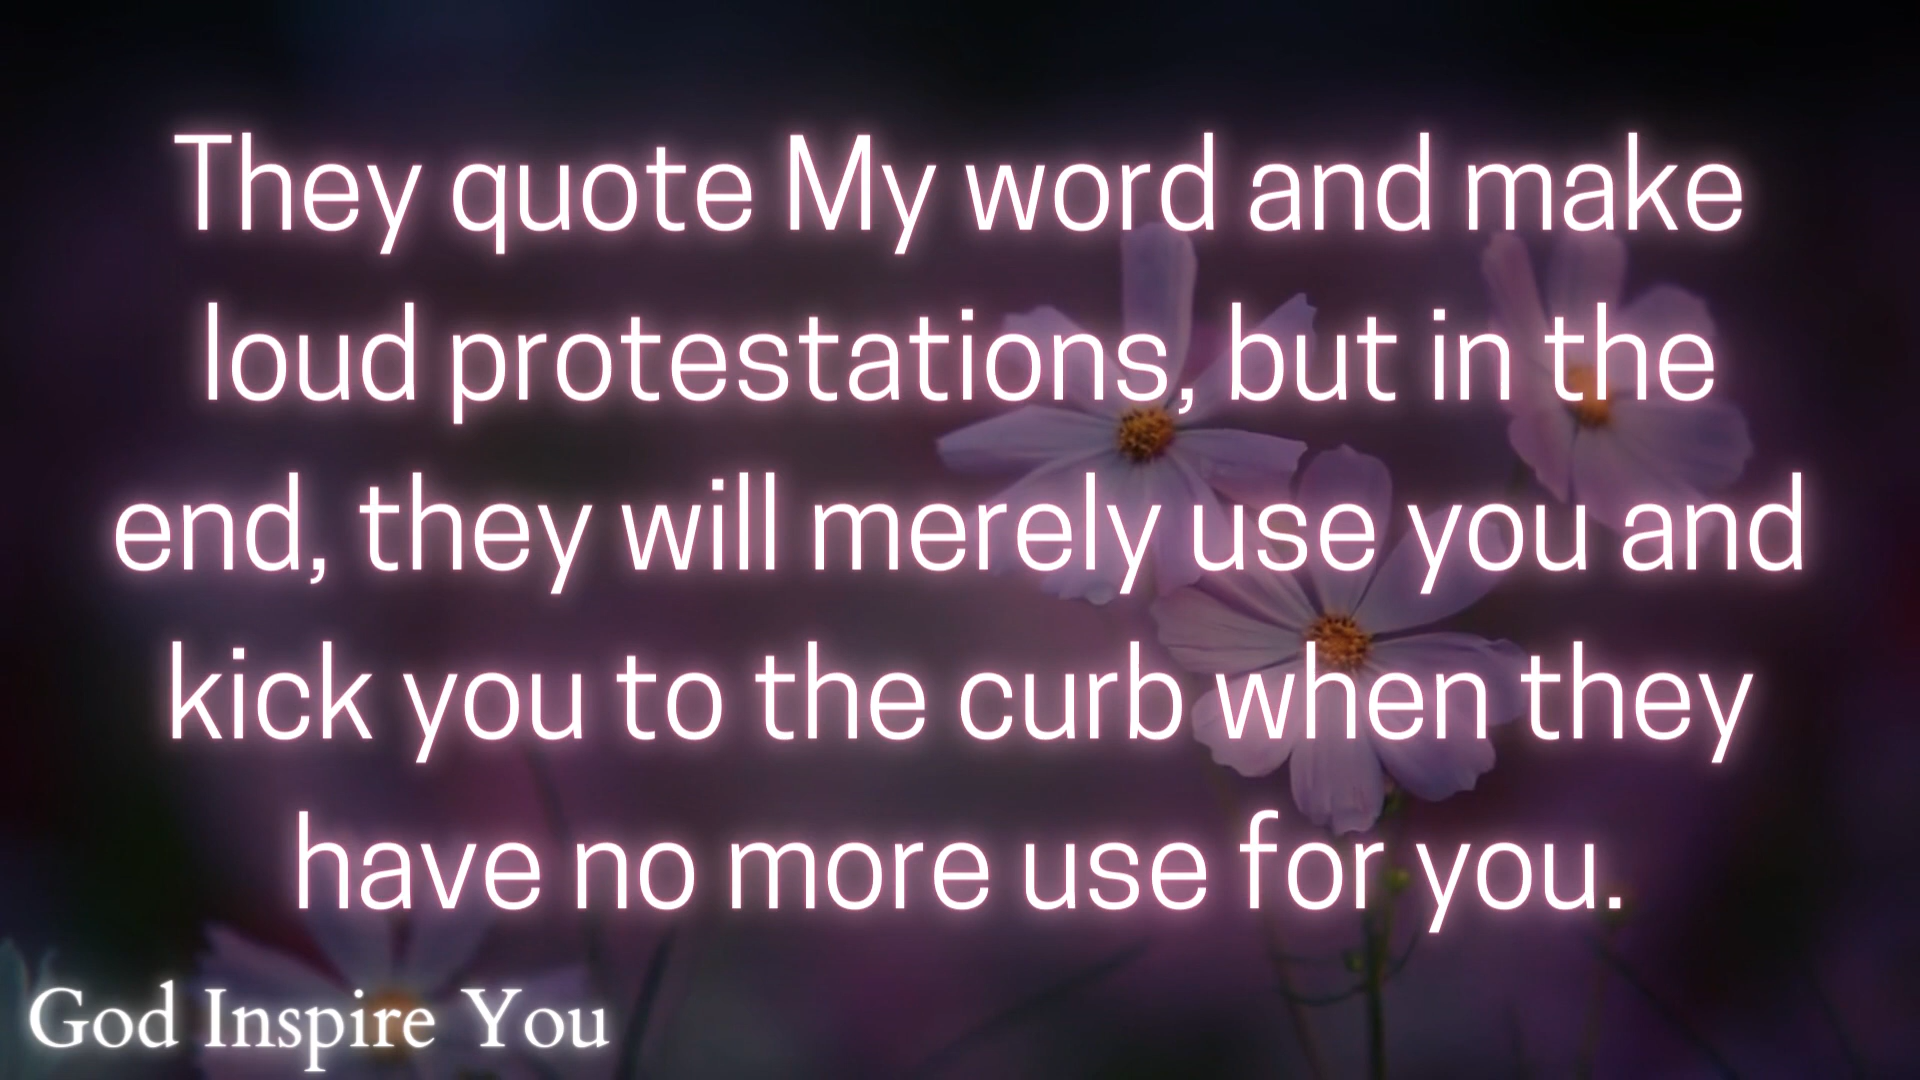 They quote My word and make
loud protestations, but in the
end, they will merely use you and
kick you to the curb when they
have no more use for you.
God Inspire You